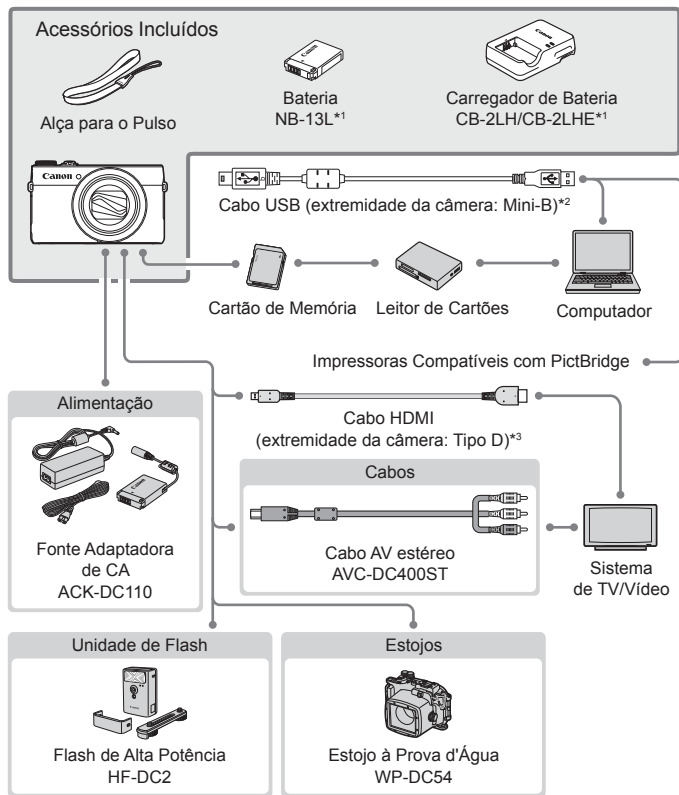 Acessórios Incluídos
Alça para o Pulso
Bateria
NB-13L*1
Carregador de Bateria
CB-2LH/CB-2LHE*1
Canon
Cabo USB (extremidade da câmera: Mini-B)*2
Cartão de Memória
Leitor de Cartões
Computador
Impressoras Compatíveis com PictBridge
Cabo HDMI
(extremidade da câmera: Tipo D)*3
Alimentação
Fonte Adaptadora
de CA
ACK-DC110
Cabos
Cabo AV estéreo
AVC-DC400ST
Sistema
de TV/Vídeo
Unidade de Flash
Flash de Alta Potência
HF-DC2
Estojos
Estojo à Prova d'Água
WP-DC54